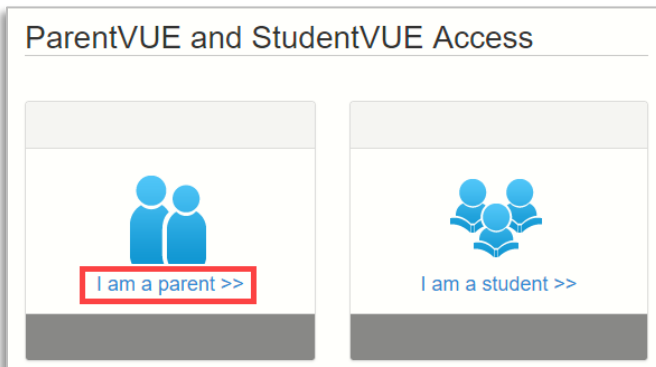 ParentVUE and StudentVUE Access
I am a parent >>
I am a student >>